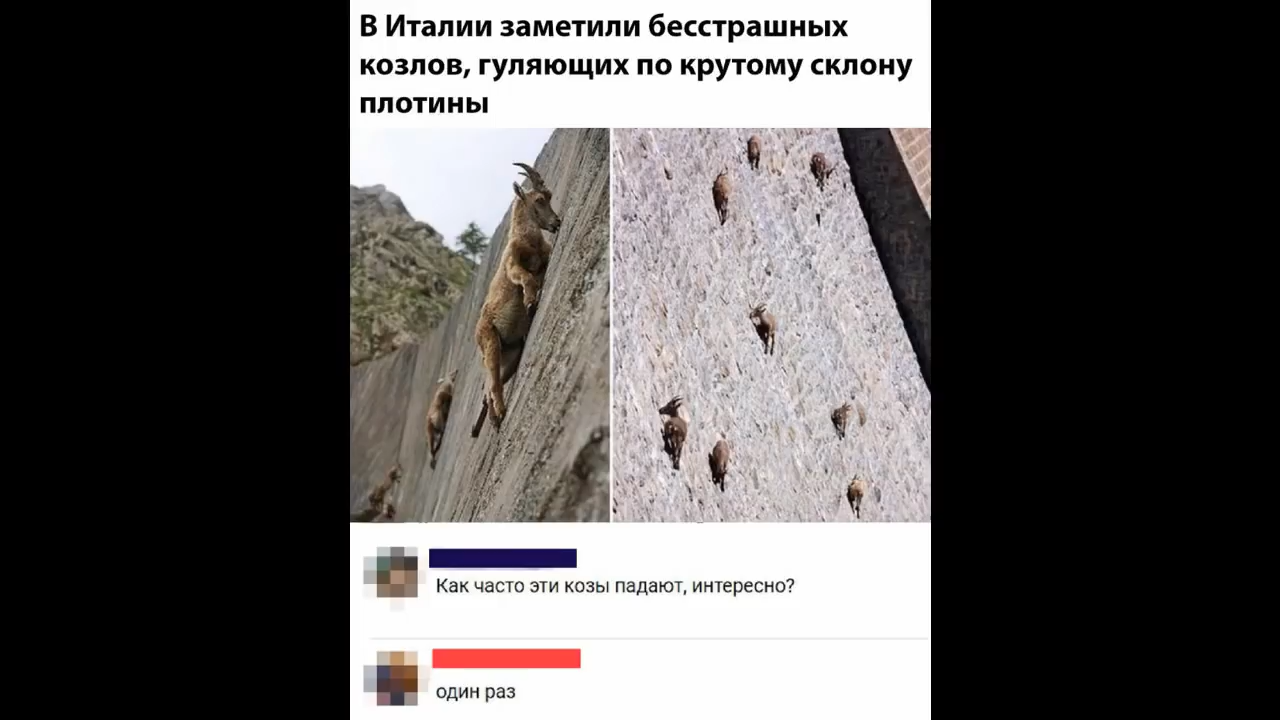 В Италии заметили бесстрашных
козлов, гуляющих по крутому склону
плотины
Как часто эти козы падают, интересно?
один раз